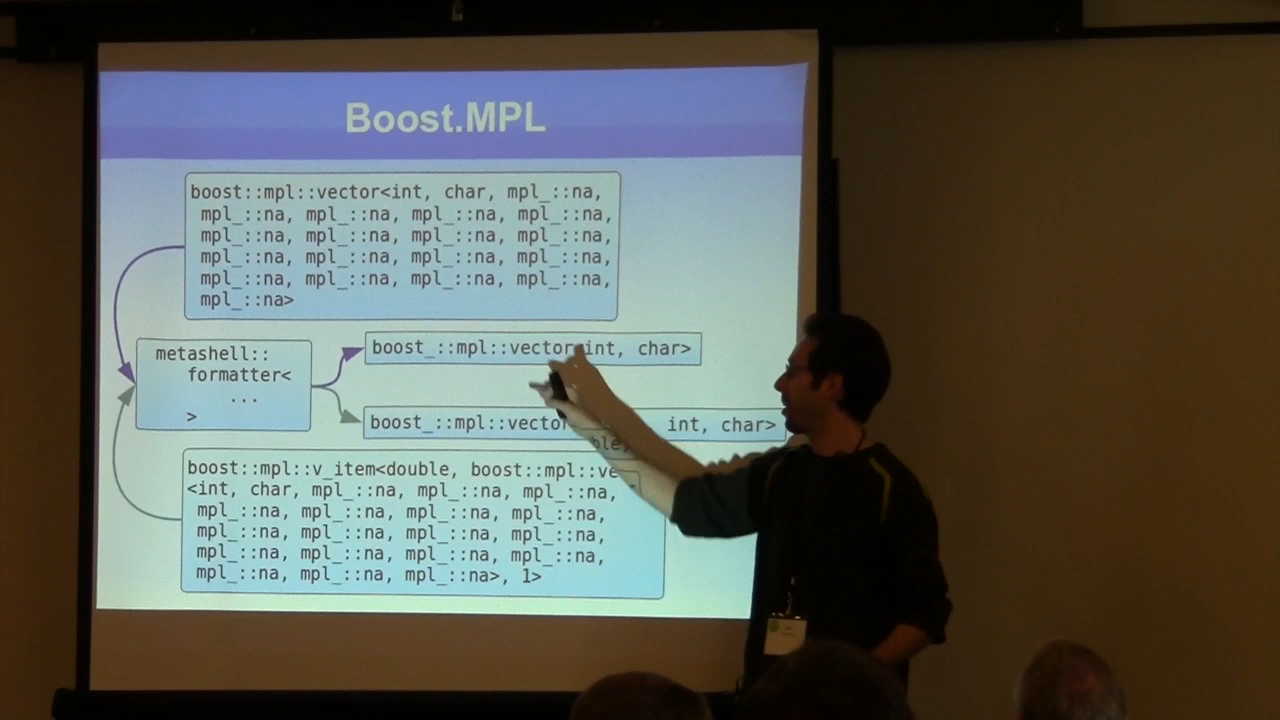 Boost.MPL
boost::mpl::vector<int, char, mpl_::na,
mpl_::na, mpl_::na, mpl_::na, mpl_::na,
mpl_::na, mpl_::na, mpl_::na, mpl_::na,
mpl_::na, mpl_::na, mpl_::na, mpl_::na,
mpl_::na, mpl_::na, mpl_::na, mpl_::na,
mpl_::na>
metashell::
formatter<
...
>
boost_::mpl::vector int, char>
boost_::mpl::vector , int, char>
boost::mpl::v_item<double, boost::mpl::ve
<int, char, mpl_::na, mpl_::na, mpl_::na,
mpl_::na, mpl_::na, mpl_::na, mpl_::na,
mpl_::na, mpl_::na, mpl_::na, mpl_::na,
mpl_::na, mpl_::na, mpl_::na, mpl_::na,
mpl_::na, mpl_::na, mpl_::na>, 1>